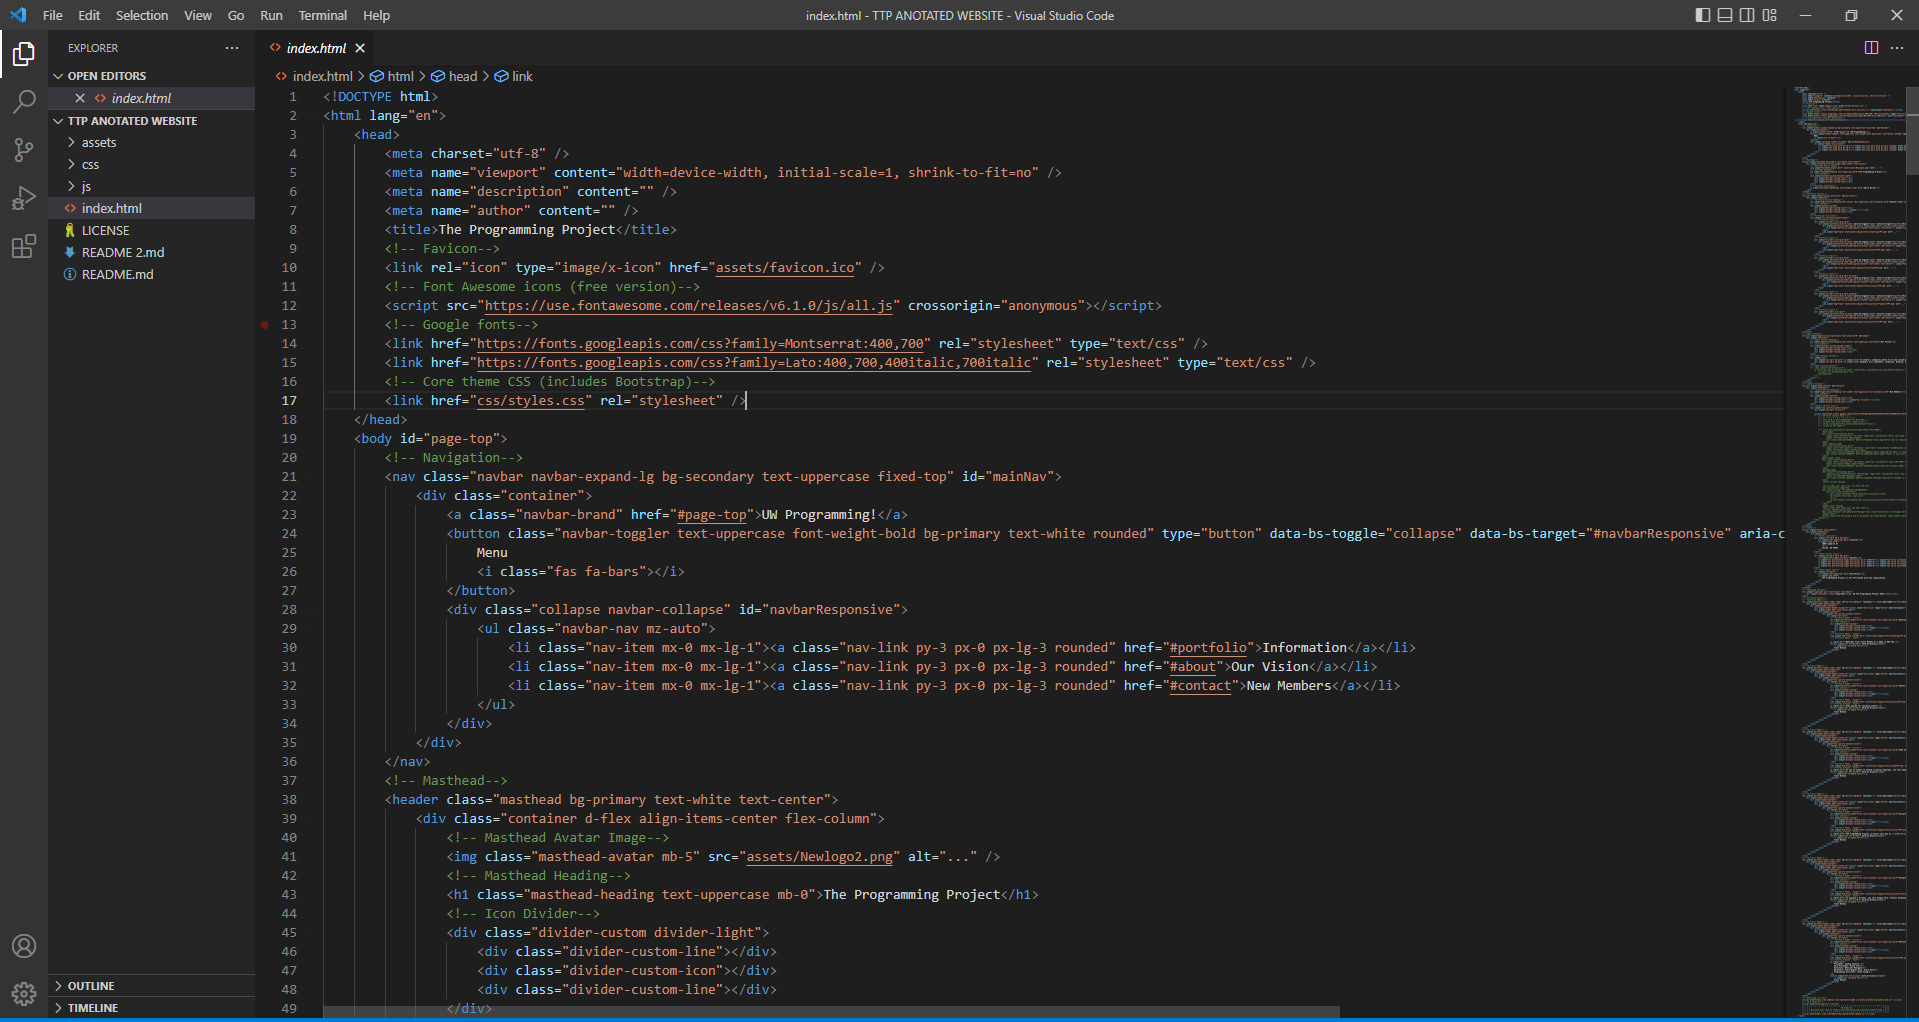 File Edit Selection View Go Run Terminal Help
index.html - TTP ANOTATED WEBSITE - Visual Studio Code
EXPLORER
OPEN EDITORS
index.html
TTP ANOTATED WEBSITE
assets
css
js
index.html
LICENSE
README 2.md
README.md
OUTLINE
TIMELINE
index.html
index.html > html > head > link
1 <!DOCTYPE html>
2 <html lang="en">
3 <head>
4 <meta charset="utf-8" />
5 <meta name="viewport" content="width=device-width, initial-scale=1, shrink-to-fit=no" />
6 <meta name="description" content="" />
7 <meta name="author" content="" />
8 <title>The Programming Project</title>
9 <!-- Favicon-->
10 <link rel="icon" type="image/x-icon" href="assets/favicon.ico" />
11 <!-- Font Awesome icons (free version)-->
12 <script src="https://use.fontawesome.com/releases/v6.1.0/js/all.js" crossorigin="anonymous"></script>
13 <!-- Google fonts-->
14 <link href="https://fonts.googleapis.com/css?family=Montserrat:400,700" rel="stylesheet" type="text/css" />
15 <link href="https://fonts.googleapis.com/css?family=Lato:400,700,400italic,700italic" rel="stylesheet" type="text/css" />
16 <!-- Core theme CSS (includes Bootstrap)-->
17 <link href="css/styles.css" rel="stylesheet" />
18 </head>
19 <body id="page-top">
20 <!-- Navigation-->
21 <nav class="navbar navbar-expand-lg bg-secondary text-uppercase fixed-top" id="mainNav">
22 <div class="container">
23 <a class="navbar-brand" href="#page-top">UW Programming!</a>
24 <button class="navbar-toggler text-uppercase font-weight-bold bg-primary text-white rounded" type="button" data-bs-toggle="collapse" data-bs-target="#navbarResponsive" aria-c
25 Menu
26 <i class="fas fa-bars"></i>
27 </button>
28 <div class="collapse navbar-collapse" id="navbarResponsive">
29 <ul class="navbar-nav mz-auto">
30 <li class="nav-item mx-0 mx-lg-1"><a class="nav-link py-3 px-0 px-lg-3 rounded" href="#portfolio">Information</a></li>
31 <li class="nav-item mx-0 mx-lg-1"><a class="nav-link py-3 px-0 px-lg-3 rounded" href="#about">Our Vision</a></li>
32 <li class="nav-item mx-0 mx-lg-1"><a class="nav-link py-3 px-0 px-lg-3 rounded" href="#contact">New Members</a></li>
33 </ul>
34 </div>
35 </div>
36 </nav>
37 <!-- Masthead-->
38 <header class="masthead bg-primary text-white text-center">
39 <div class="container d-flex align-items-center flex-column">
40 <!-- Masthead Avatar Image-->
41 <img class="masthead-avatar mb-5" src="assets/Newlogo2.png" alt="..." />
42 <!-- Masthead Heading-->
43 <h1 class="masthead-heading text-uppercase mb-0">The Programming Project</h1>
44 <!-- Icon Divider-->
45 <div class="divider-custom divider-light">
46 <div class="divider-custom-line"></div>
47 <div class="divider-custom-icon"></div>
48 <div class="divider-custom-line"></div>
49 </div>